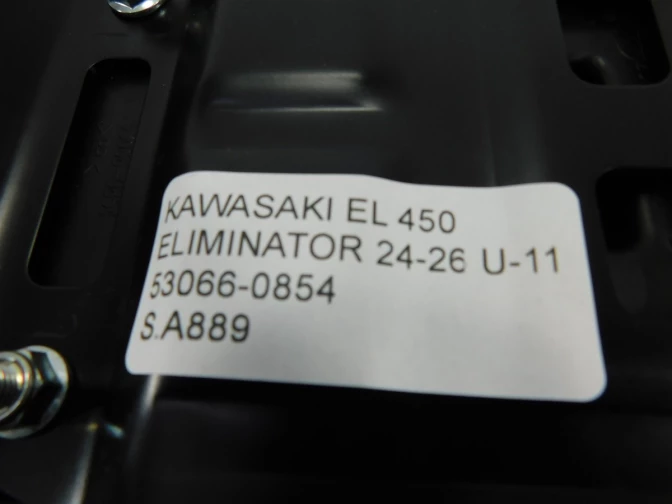 KAWASAKI EL 450
ELIMINATOR 24-26 U-11
53066-0854
S.A889